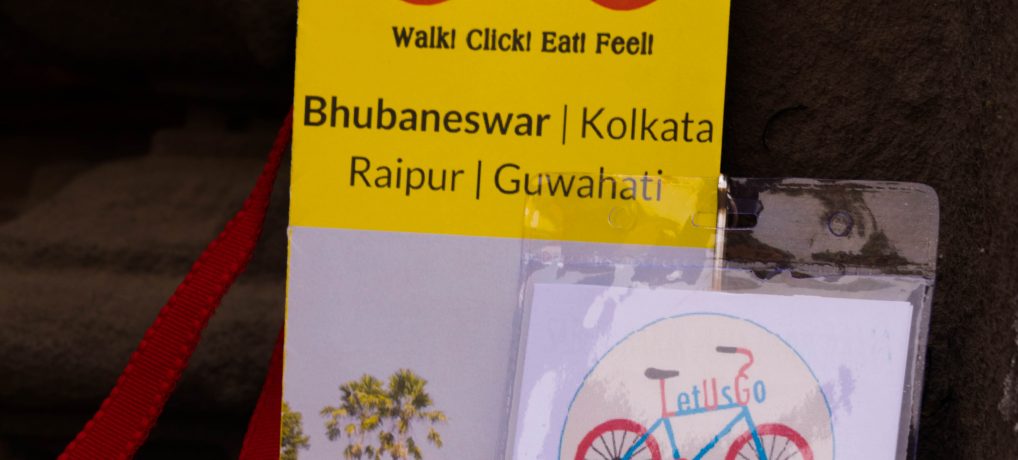 Walk! Click! Eat! Feel!
Bhubaneswar | Kolkata
Raipur | Guwahati
LetUsGo